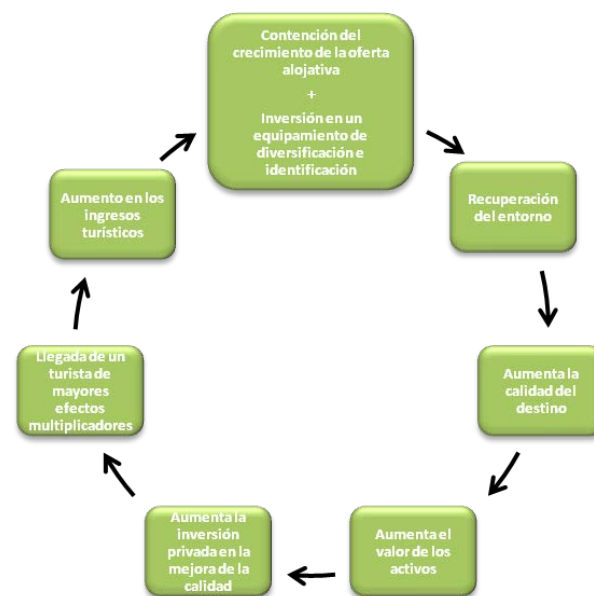 Contención del
crecimiento de la oferta
alojativa
+
Inversión en un
equipamiento de
diversificación e
identificación
Recuperación
del entorno
Aumenta la
calidad del
destino
Aumenta el
valor de los
activos
Aumenta la
inversión
privada en la
mejora de la
calidad
Llegada de un
turista de
mayores
efectos
multiplicadores
Aumento en los
ingresos
turísticos